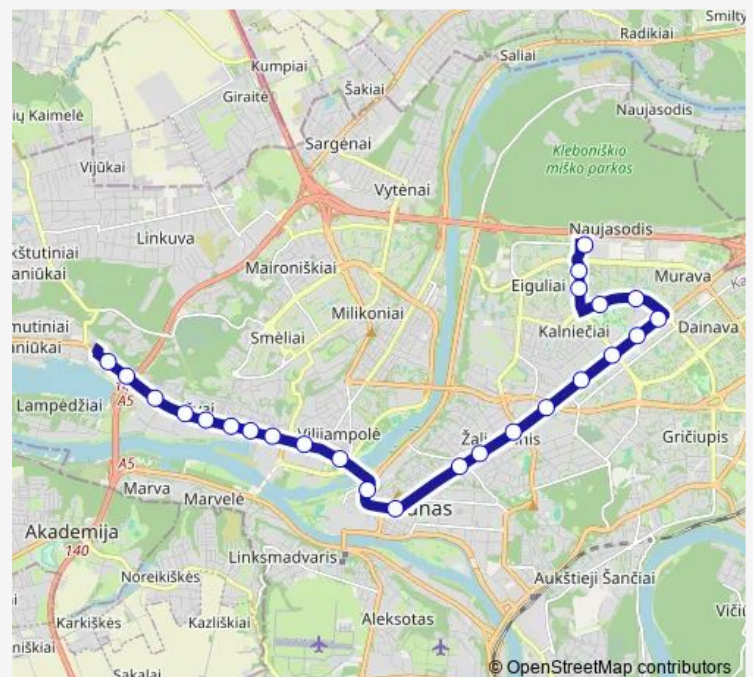 Smilty
Radikiai
Saliai
Kumpiai
Šakiai
Giraitė
Naujasodis
ių Kaimelė
Sargėnai
Kleboniškio
miško parkas
Vijūkai
Vytėnai
Naujasodis
Linkuva
kštutiniai
aniūkai
Maironiškiai
Murava
Eiguliai
Milikoniai
mutiniai
aniūkai
Smėliai
Kalniečiai
Dainava
A5
Lampėdžiai
Vilijampolė
Gričiupis
A5
Marva
Marvelė
unas
Akademija
140
Linksmadvaris
Noreikiškės
Aukštieji Šančiai
Karkiškės
Kazliškiai
Aleksotas
niškiai
Sakalai
© OpenStreetMap contributors